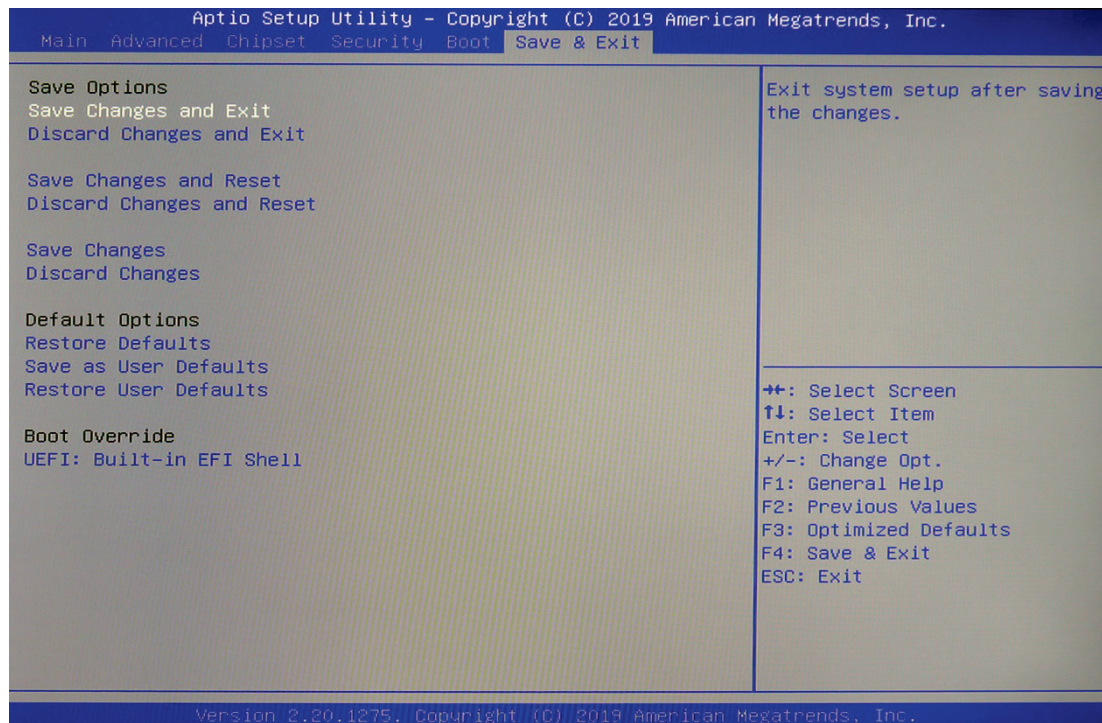 Aptio Setup Utility – Copyright (C) 2019 American Megatrends, Inc.
Main Advanced Chipset Security Boot Save & Exit
Save Options
Save Changes and Exit
Discard Changes and Exit
Save Changes and Reset
Discard Changes and Reset
Save Changes
Discard Changes
Default Options
Restore Defaults
Save as User Defaults
Restore User Defaults
Boot Override
UEFI: Built-in EFI Shell
Exit system setup after saving
the changes.
→←: Select Screen
↑↓: Select Item
Enter: Select
+/-: Change Opt.
F1: General Help
F2: Previous Values
F3: Optimized Defaults
F4: Save & Exit
ESC: Exit
Version 2.20.1275. Copyright (C) 2019 American Megatrends, Inc.